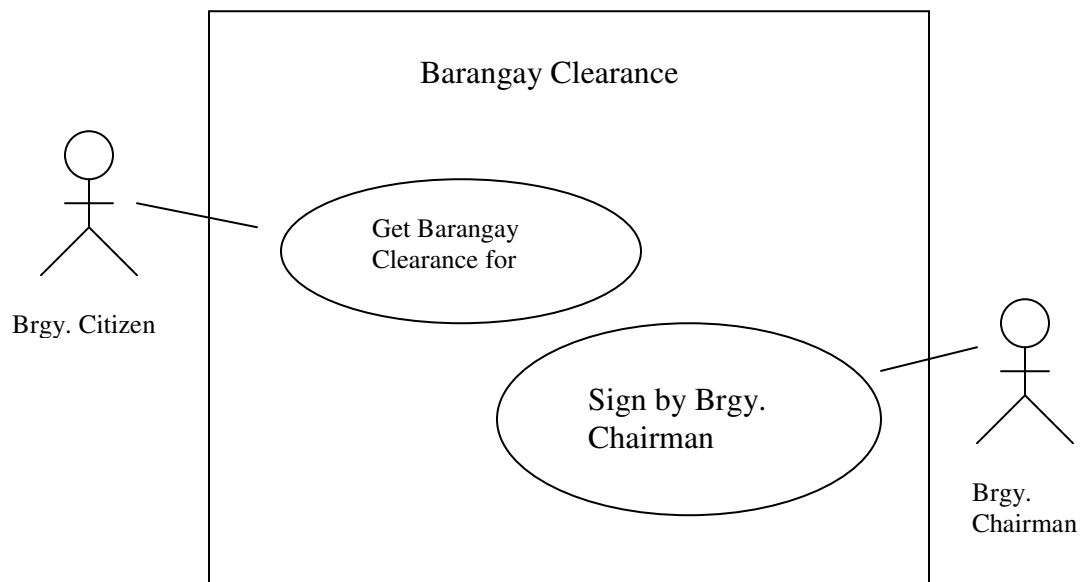 Barangay Clearance
Get Barangay
Clearance for
Brgy. Citizen
Sign by Brgy.
Chairman
Brgy.
Chairman